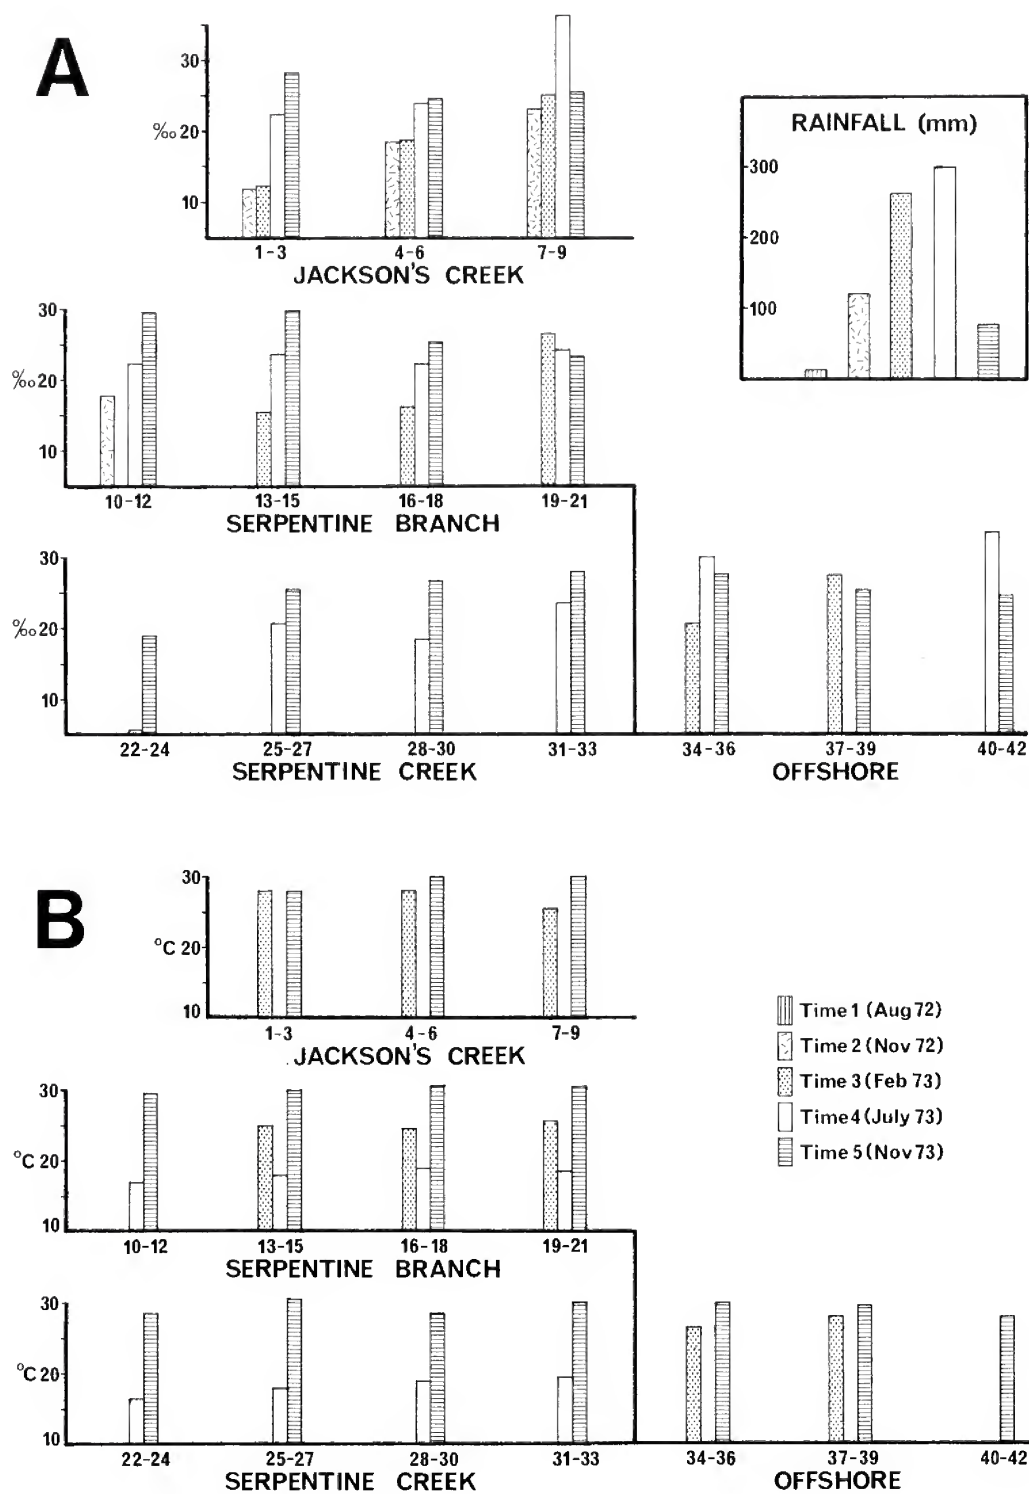 A
30
‰ 20
10
1-3
4-6
7-9
JACKSON'S CREEK
RAINFALL (mm)
300
200
100
30
‰ 20
10
10-12
13-15
16-18
19-21
SERPENTINE BRANCH
30
‰ 20
10
22-24
25-27
28-30
31-33
34-36
37-39
40-42
SERPENTINE CREEK
OFFSHORE
B
30
°C 20
10
1-3
4-6
7-9
JACKSON'S CREEK
Time 1 (Aug 72)
Time 2 (Nov 72)
Time 3 (Feb 73)
Time 4 (July 73)
Time 5 (Nov 73)
30
°C 20
10
10-12
13-15
16-18
19-21
SERPENTINE BRANCH
30
°C 20
10
22-24
25-27
28-30
31-33
34-36
37-39
40-42
SERPENTINE CREEK
OFFSHORE